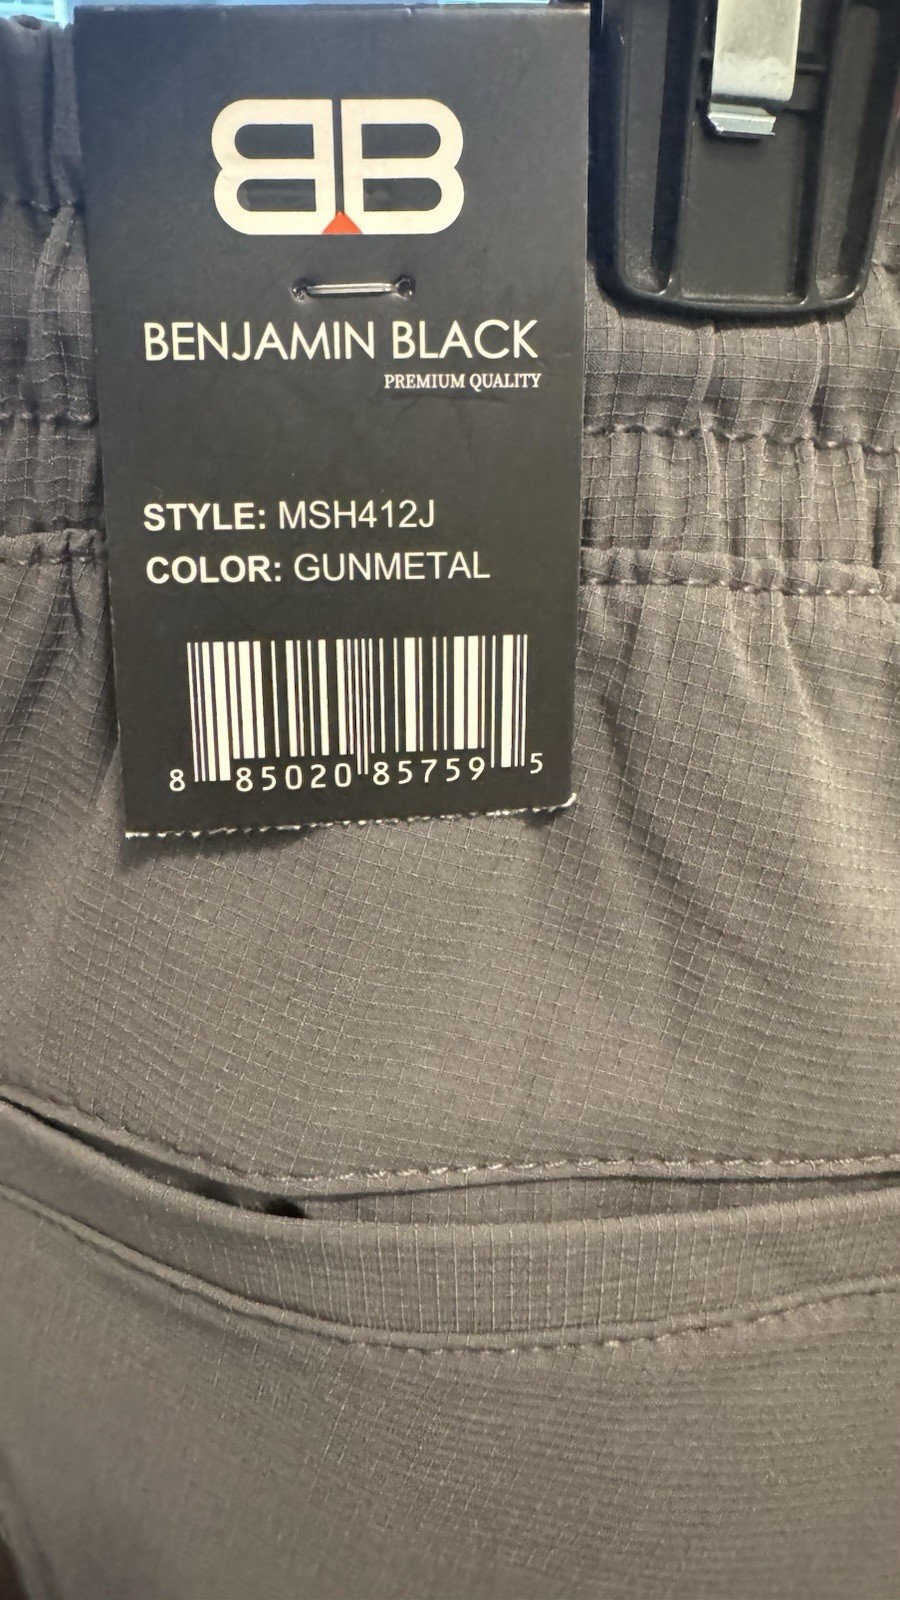 BB
BENJAMIN BLACK
PREMIUM QUALITY
STYLE: MSH412J
COLOR: GUNMETAL
8 85020 85759 5